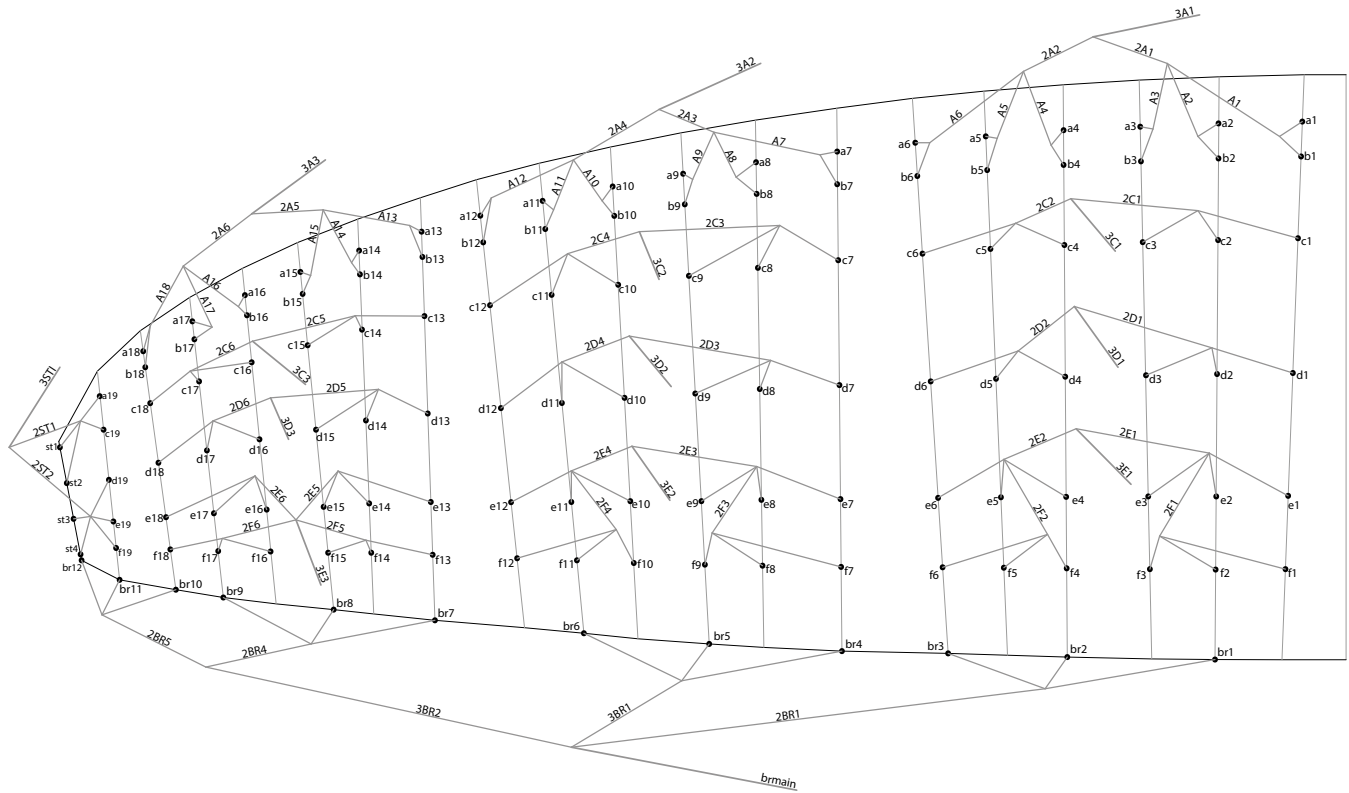 3A1
2A2
2A1
3A2
2A3
2A4
A6
A5
A4
A3
A2
A1
a6
a5
a4
a3
a2
a1
b6
b5
b4
b3
b2
b1
A9
A8
A7
a9
a8
a7
b9
b8
b7
3A3
A12
A11
A10
a12
a11
a10
b12
b11
b10
2A5
2A6
A15
A14
A13
a15
a14
a13
b15
b14
b13
A18
A17
A16
a18
a17
a16
b18
b17
b16
2C2
2C1
3C1
c6
c5
c4
c3
c2
c1
2C4
2C3
3C2
c12
c11
c10
c9
c8
c7
2C6
2C5
3C3
c18
c17
c16
c15
c14
c13
2D2
2D1
3D1
d6
d5
d4
d3
d2
d1
2D4
2D3
3D2
d12
d11
d10
d9
d8
d7
2D6
2D5
3D3
d18
d17
d16
d15
d14
d13
3STI
2ST1
2ST2
a19
c19
d19
e19
f19
st1
st2
st3
st4
2E2
2E1
3E1
e6
e5
e4
e3
e2
e1
2F2
2F1
f6
f5
f4
f3
f2
f1
2E4
2E3
3E2
e12
e11
e10
e9
e8
e7
2F4
2F3
f12
f11
f10
f9
f8
f7
2E6
2E5
e18
e17
e16
e15
e14
e13
2F6
2F5
3F3
f18
f17
f16
f15
f14
f13
br12
br11
br10
br9
br8
br7
br6
br5
br4
br3
br2
br1
2BR5
2BR4
3BR2
3BR1
2BR1
brmain